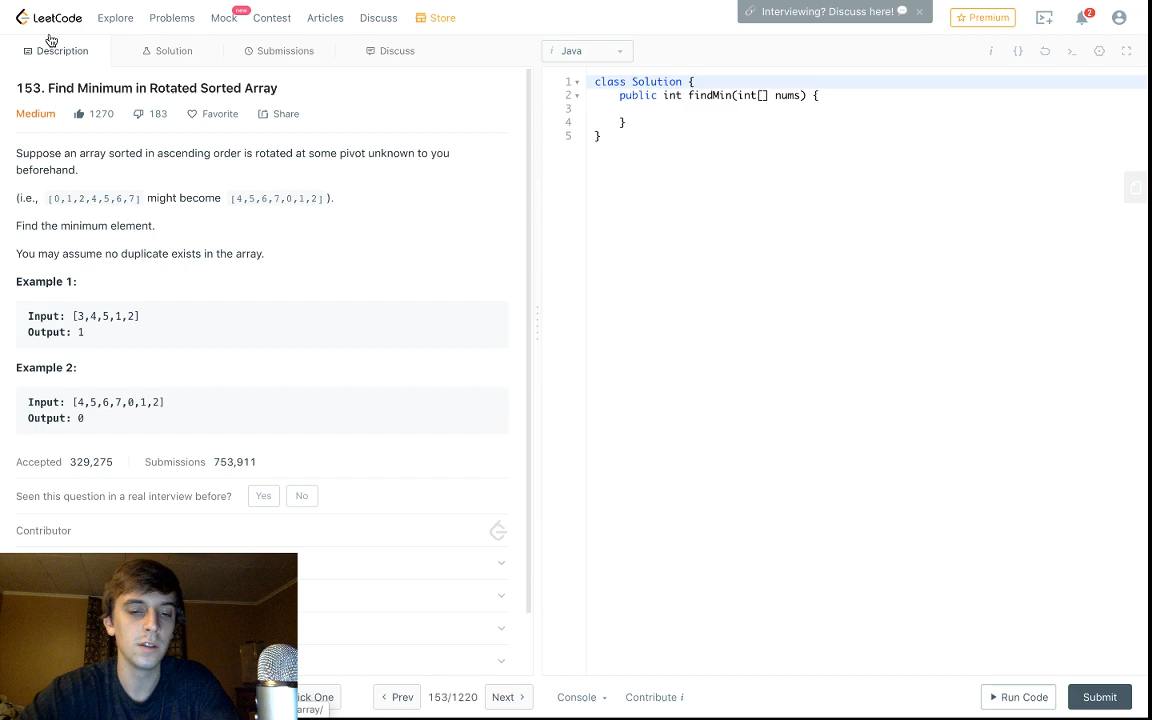 LeetCode Explore Problems Mock new Contest Articles Discuss Store
Interviewing? Discuss here! 💬 × Premium 2
Description Solution Submissions Discuss i Java i {}
153. Find Minimum in Rotated Sorted Array
Medium 1270 183 Favorite Share
Suppose an array sorted in ascending order is rotated at some pivot unknown to you
beforehand.
(i.e., [0,1,2,4,5,6,7] might become [4,5,6,7,0,1,2]).
Find the minimum element.
You may assume no duplicate exists in the array.
Example 1:
Input: [3,4,5,1,2]
Output: 1
Example 2:
Input: [4,5,6,7,0,1,2]
Output: 0
Accepted 329,275 Submissions 753,911
Seen this question in a real interview before? Yes No
Contributor
1 class Solution {
2 public int findMin(int[] nums) {
3
4 }
5 }
ick One Prev 153/1220 Next Console Contribute i Run Code Submit
array/